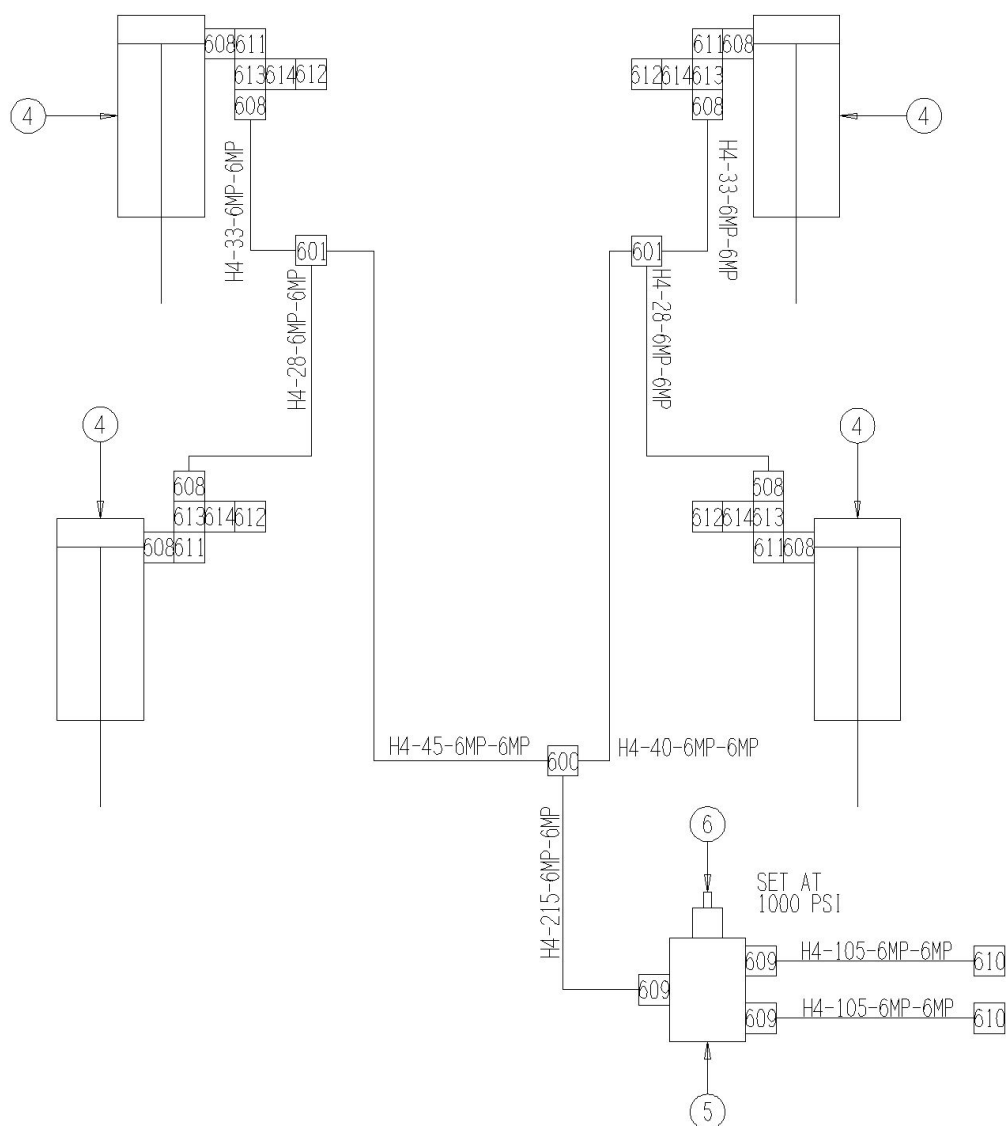 608 611
613 614 612
608
4
H4-33-6MP-6MP
601
H4-28-6MP-6MP
4
608
613 614 612
608 611
611 608
612 614 613
608
4
H4-33-6MP-6MP
601
H4-28-6MP-6MP
4
608
612 614 613
611 608
H4-45-6MP-6MP
600
H4-40-6MP-6MP
H4-215-6MP-6MP
6
SET AT
1000 PSI
609
609 H4-105-6MP-6MP 610
609 H4-105-6MP-6MP 610
5